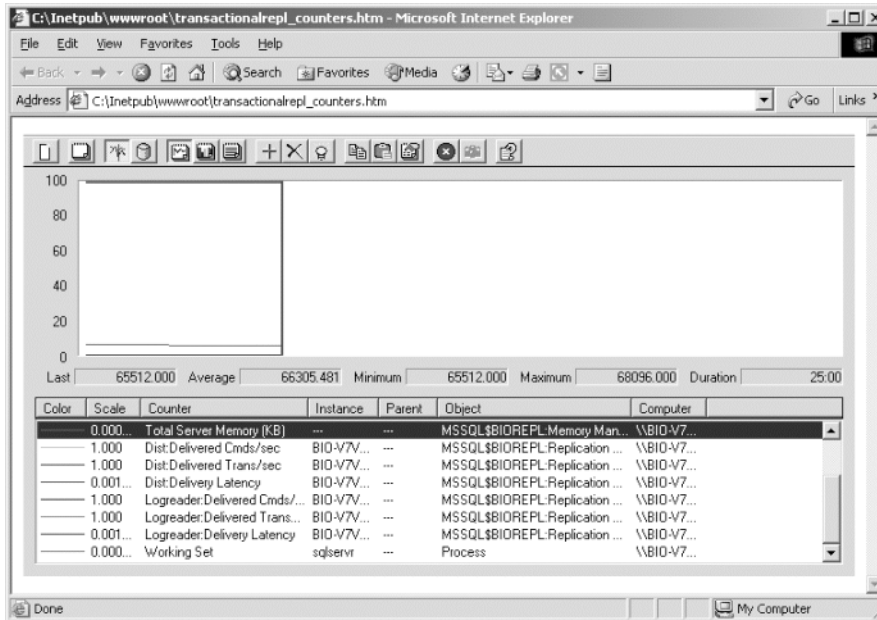 C:\Inetpub\wwwroot\transactionalrepl_counters.htm - Microsoft Internet Explorer
File Edit View Favorites Tools Help
Back Search Favorites Media
Address C:\Inetpub\wwwroot\transactionalrepl_counters.htm Go Links
100
80
60
40
20
0
Last 65512.000 Average 66305.481 Minimum 65512.000 Maximum 68096.000 Duration 25:00
Color Scale Counter Instance Parent Object Computer
0.000... Total Server Memory (KB) --- --- MSSQL$BIOREPL:Memory Man... \\BIO-V7...
1.000 Dist:Delivered Cmds/sec BIO-V7V... --- MSSQL$BIOREPL:Replication ... \\BIO-V7...
1.000 Dist:Delivered Trans/sec BIO-V7V... --- MSSQL$BIOREPL:Replication ... \\BIO-V7...
0.001... Dist:Delivery Latency BIO-V7V... --- MSSQL$BIOREPL:Replication ... \\BIO-V7...
1.000 Logreader:Delivered Cmds/... BIO-V7V... --- MSSQL$BIOREPL:Replication ... \\BIO-V7...
1.000 Logreader:Delivered Trans... BIO-V7V... --- MSSQL$BIOREPL:Replication ... \\BIO-V7...
0.001... Logreader:Delivery Latency BIO-V7V... --- MSSQL$BIOREPL:Replication ... \\BIO-V7...
0.000... Working Set sqlservr --- Process \\BIO-V7...
Done My Computer